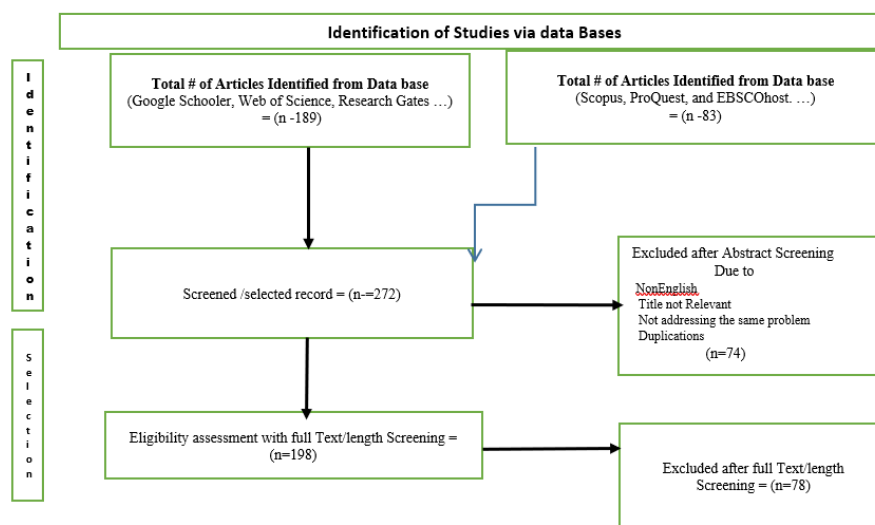 Identification of Studies via data Bases
Identification
Total # of Articles Identified from Data base
(Google Schooler, Web of Science, Research Gates ...)
= (n -189)
Total # of Articles Identified from Data base
(Scopus, ProQuest, and EBSCOhost. ...)
= (n -83)
Screened /selected record = (n-=272)
Excluded after Abstract Screening
Due to
NonEnglish
Title not Relevant
Not addressing the same problem
Duplications
(n=74)
Selection
Eligibility assessment with full Text/length Screening =
(n=198)
Excluded after full Text/length
Screening = (n=78)